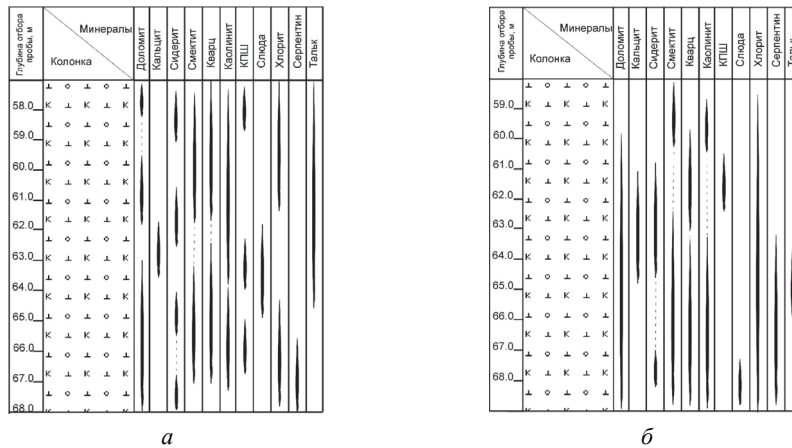 Глубина отбора пробы, м
Минералы
Колонка
Доломит
Кальцит
Сидерит
Смектит
Кварц
Каолинит
КПШ
Слюда
Хлорит
Серпентин
Тальк
58.0
59.0
60.0
61.0
62.0
63.0
64.0
65.0
66.0
67.0
68.0
а
Глубина отбора пробы, м
Минералы
Колонка
Доломит
Кальцит
Сидерит
Смектит
Кварц
Каолинит
КПШ
Слюда
Хлорит
Серпентин
Тальк
59.0
60.0
61.0
62.0
63.0
64.0
65.0
66.0
67.0
68.0
б